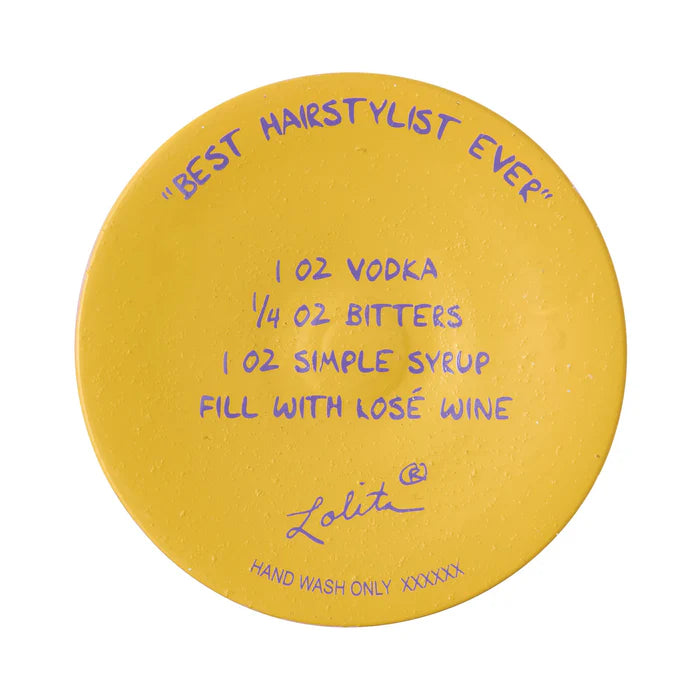 "BEST HAIRSTYLIST EVER"
1 OZ VODKA
1/4 OZ BITTERS
1 OZ SIMPLE SYRUP
FILL WITH ROSÉ WINE
Lolita®
HAND WASH ONLY XXXXXX